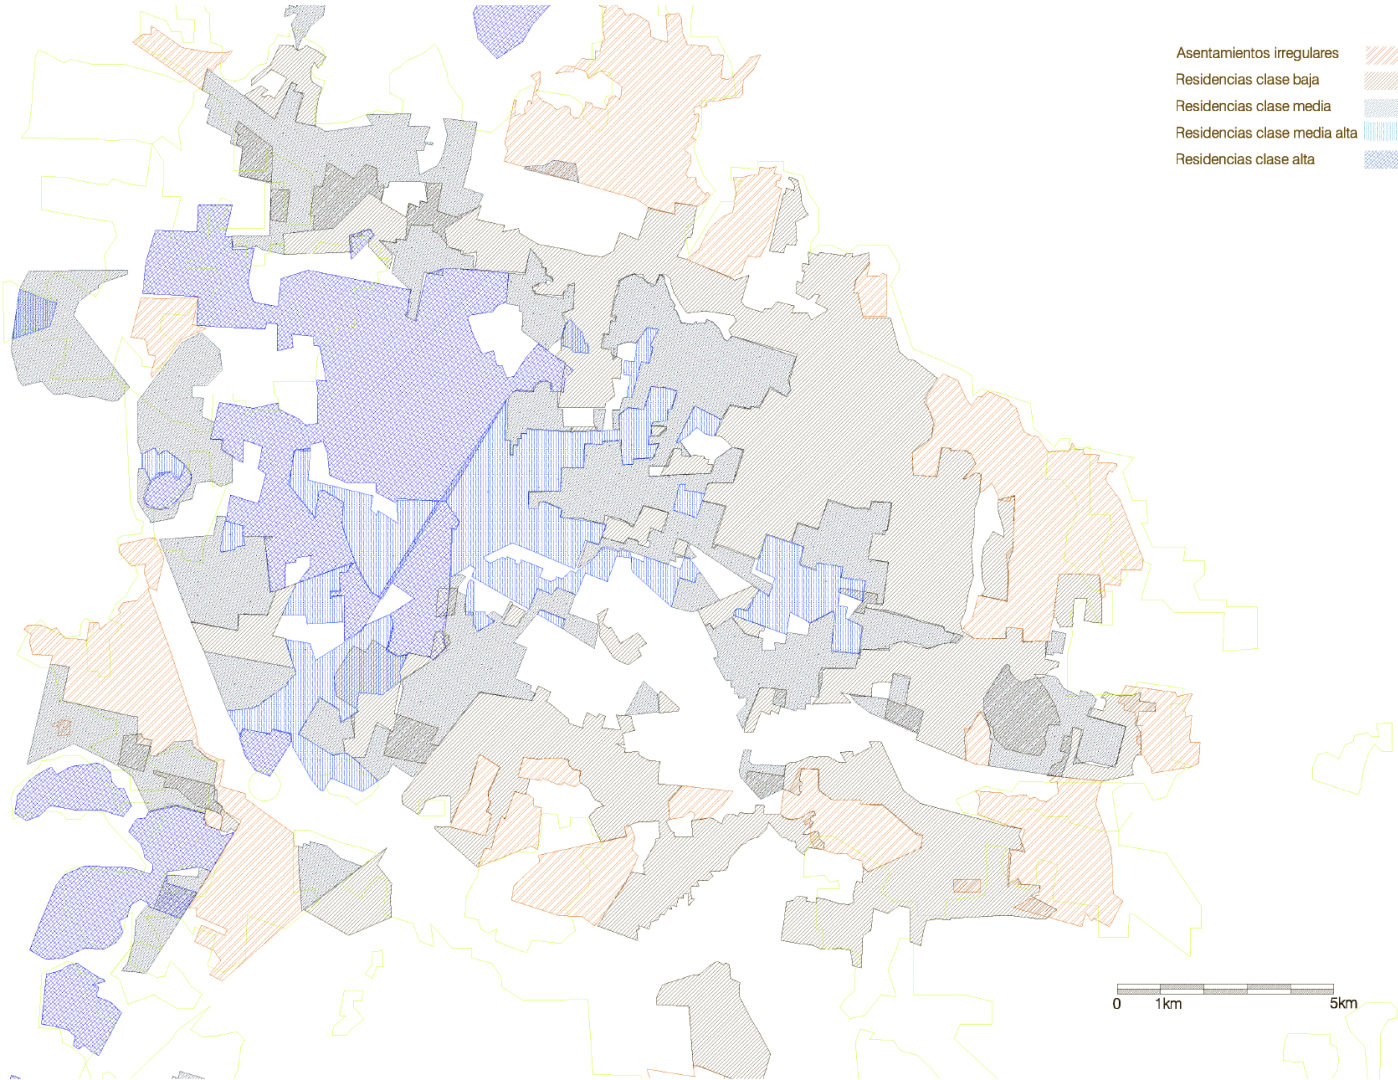 Asentamientos irregulares
Residencias clase baja
Residencias clase media
Residencias clase media alta
Residencias clase alta
0 1km 5km